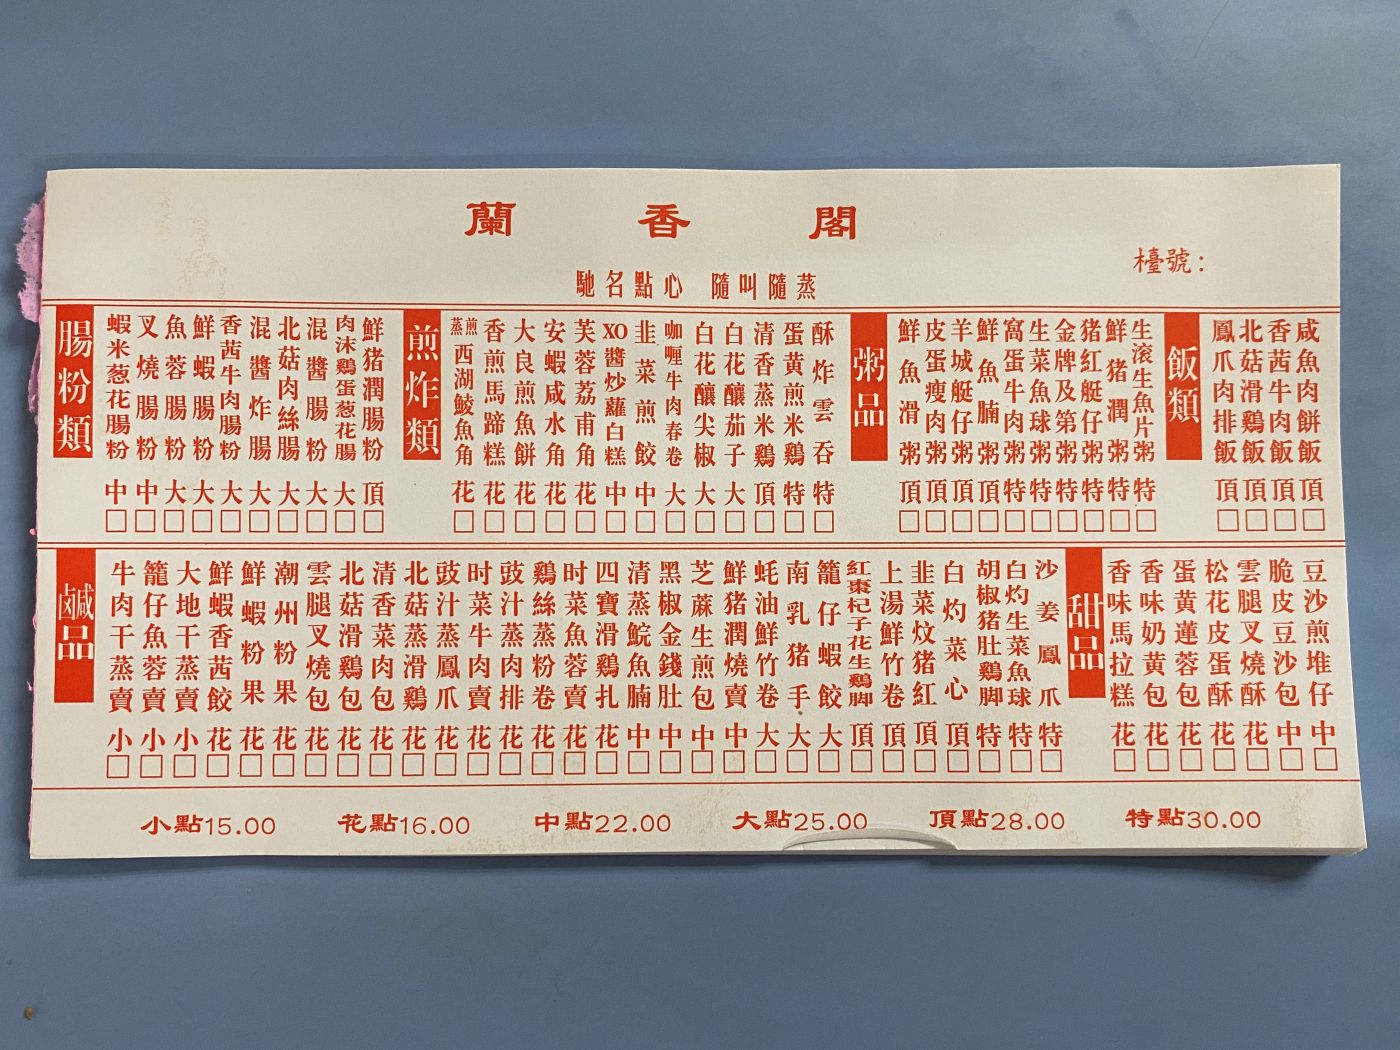 蘭香閣
馳名點心 隨叫隨蒸
檯號：
腸粉類
蝦米葱花腸粉 中 □
叉燒腸粉 中 □
魚蓉腸粉 大 □
鮮蝦腸粉 大 □
香茜牛肉腸粉 大 □
混醬炸腸 大 □
北菇肉絲腸 大 □
混醬腸粉 大 □
肉沫鷄蛋葱花腸 大 □
鮮猪潤腸粉 頂 □
煎炸類
蒸煎西湖鯪魚角 花 □
香煎馬蹄糕 花 □
大良煎魚餅 花 □
安蝦咸水角 花 □
芙蓉荔甫角 花 □
XO醬炒蘿白糕 中 □
韭菜煎餃 中 □
咖喱牛肉春卷 大 □
白花釀尖椒 大 □
白花釀茄子 大 □
清香蒸米鷄 頂 □
蛋黄煎米鷄 特 □
酥炸雲吞 特 □
粥品
鮮魚滑粥 頂 □
皮蛋瘦肉粥 頂 □
羊城艇仔粥 頂 □
鮮魚腩粥 頂 □
窩蛋牛肉粥 特 □
生菜魚球粥 特 □
金牌及第粥 特 □
猪紅艇仔粥 特 □
鮮猪潤粥 特 □
生滚生魚片粥 特 □
飯類
鳳爪肉排飯 頂 □
北菇滑鷄飯 頂 □
香茜牛肉飯 頂 □
咸魚肉餅飯 頂 □
鹹品
牛肉干蒸賣 小 □
籠仔魚蓉賣 小 □
大地干蒸賣 小 □
鮮蝦香茜餃 花 □
鮮蝦粉果 花 □
潮州粉果 花 □
雲腿叉燒包 花 □
北菇滑鷄包 花 □
清香菜肉包 花 □
北菇蒸滑鷄 花 □
豉汁蒸鳳爪 花 □
时菜牛肉賣 花 □
豉汁蒸肉排 花 □
鷄絲蒸粉卷 花 □
时菜魚蓉賣 花 □
四寶滑鷄扎 花 □
清蒸鯇魚腩 中 □
黑椒金錢肚 中 □
芝蔴生煎包 中 □
鮮猪潤燒賣 中 □
蚝油鮮竹卷 大 □
南乳猪手 大 □
籠仔蝦餃 大 □
紅棗杞子花生鷄脚 頂 □
上湯鮮竹卷 頂 □
韭菜炆猪紅 頂 □
白灼菜心 頂 □
胡椒猪肚鷄脚 特 □
白灼生菜魚球 特 □
沙姜鳳爪 特 □
甜品
香味馬拉糕 花 □
香味奶黄包 花 □
蛋黄蓮蓉包 花 □
松花皮蛋酥 花 □
雲腿叉燒酥 花 □
脆皮豆沙包 中 □
豆沙煎堆仔 中 □
小點15.00 花點16.00 中點22.00 大點25.00 頂點28.00 特點30.00